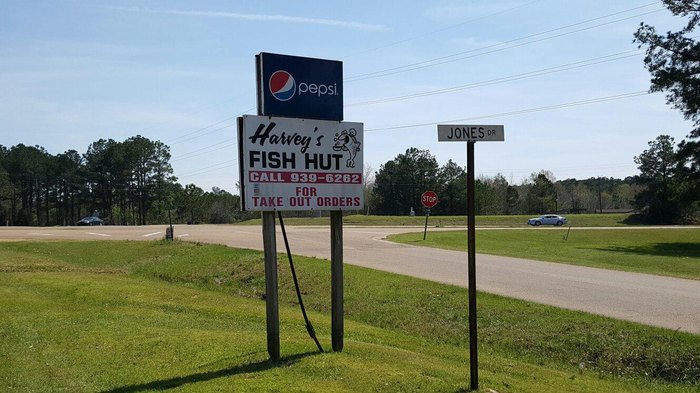 pepsi
Harvey's
FISH HUT
CALL 939-6262
FOR
TAKE OUT ORDERS
JONES DR
STOP